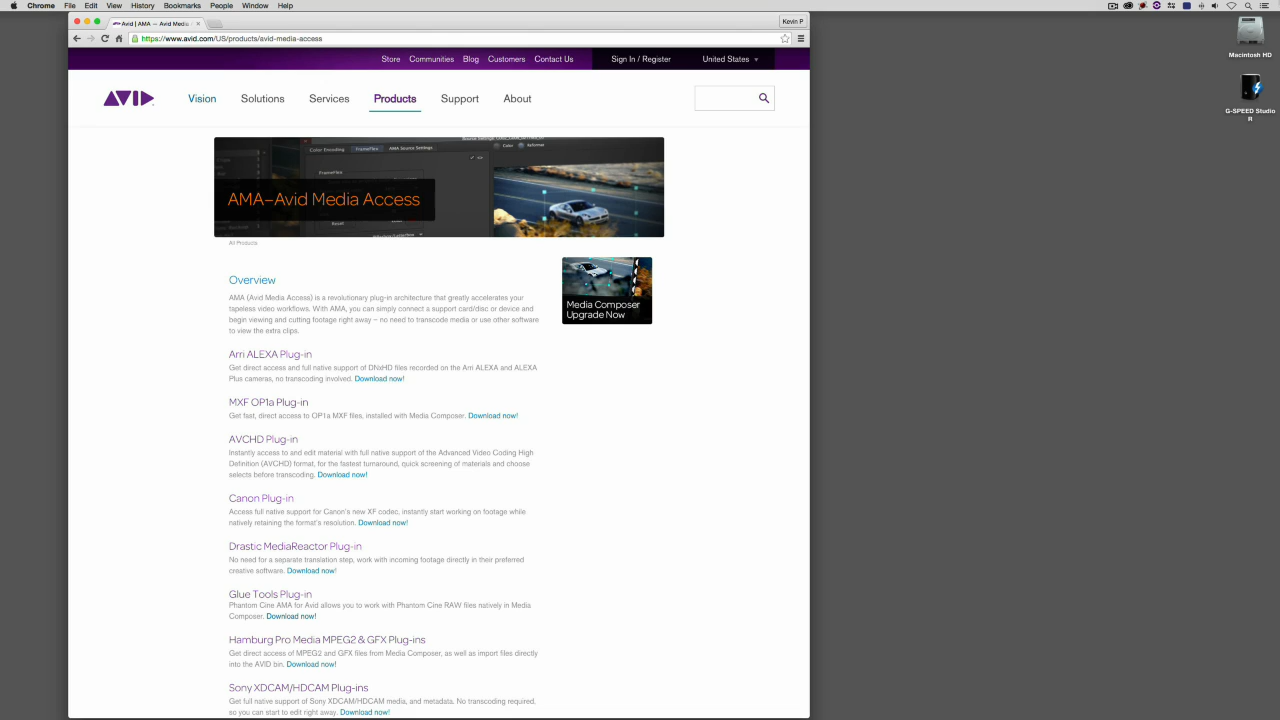 Chrome File Edit View History Bookmarks People Window Help
Avid | AMA — Avid Media
Kevin P
https://www.avid.com/US/products/avid-media-access
Store Communities Blog Customers Contact Us Sign In / Register United States
AVID Vision Solutions Services Products Support About
Color Encoding FrameFlex AMA Source Settings
Color Reformat
FrameFlex
AMA–Avid Media Access
Reset
All Products
Overview
AMA (Avid Media Access) is a revolutionary plug-in architecture that greatly accelerates your
tapeless video workflows. With AMA, you can simply connect a support card/disc or device and
begin viewing and cutting footage right away – no need to transcode media or use other software
to view the extra clips.
Media Composer
Upgrade Now
Arri ALEXA Plug-in
Get direct access and full native support of DNxHD files recorded on the Arri ALEXA and ALEXA
Plus cameras, no transcoding involved. Download now!
MXF OP1a Plug-in
Get fast, direct access to OP1a MXF files, installed with Media Composer. Download now!
AVCHD Plug-in
Instantly access to and edit material with full native support of the Advanced Video Coding High
Definition (AVCHD) format, for the fastest turnaround, quick screening of materials and choose
selects before transcoding. Download now!
Canon Plug-in
Access full native support for Canon's new XF codec, instantly start working on footage while
natively retaining the format's resolution. Download now!
Drastic MediaReactor Plug-in
No need for a separate translation step, work with incoming footage directly in their preferred
creative software. Download now!
Glue Tools Plug-in
Phantom Cine AMA for Avid allows you to work with Phantom Cine RAW files natively in Media
Composer. Download now!
Hamburg Pro Media MPEG2 & GFX Plug-ins
Get direct access of MPEG2 and GFX files from Media Composer, as well as import files directly
into the AVID bin. Download now!
Sony XDCAM/HDCAM Plug-ins
Get full native support of Sony XDCAM/HDCAM media, and metadata. No transcoding required,
so you can start to edit right away. Download now!
Macintosh HD
G-SPEED Studio
R